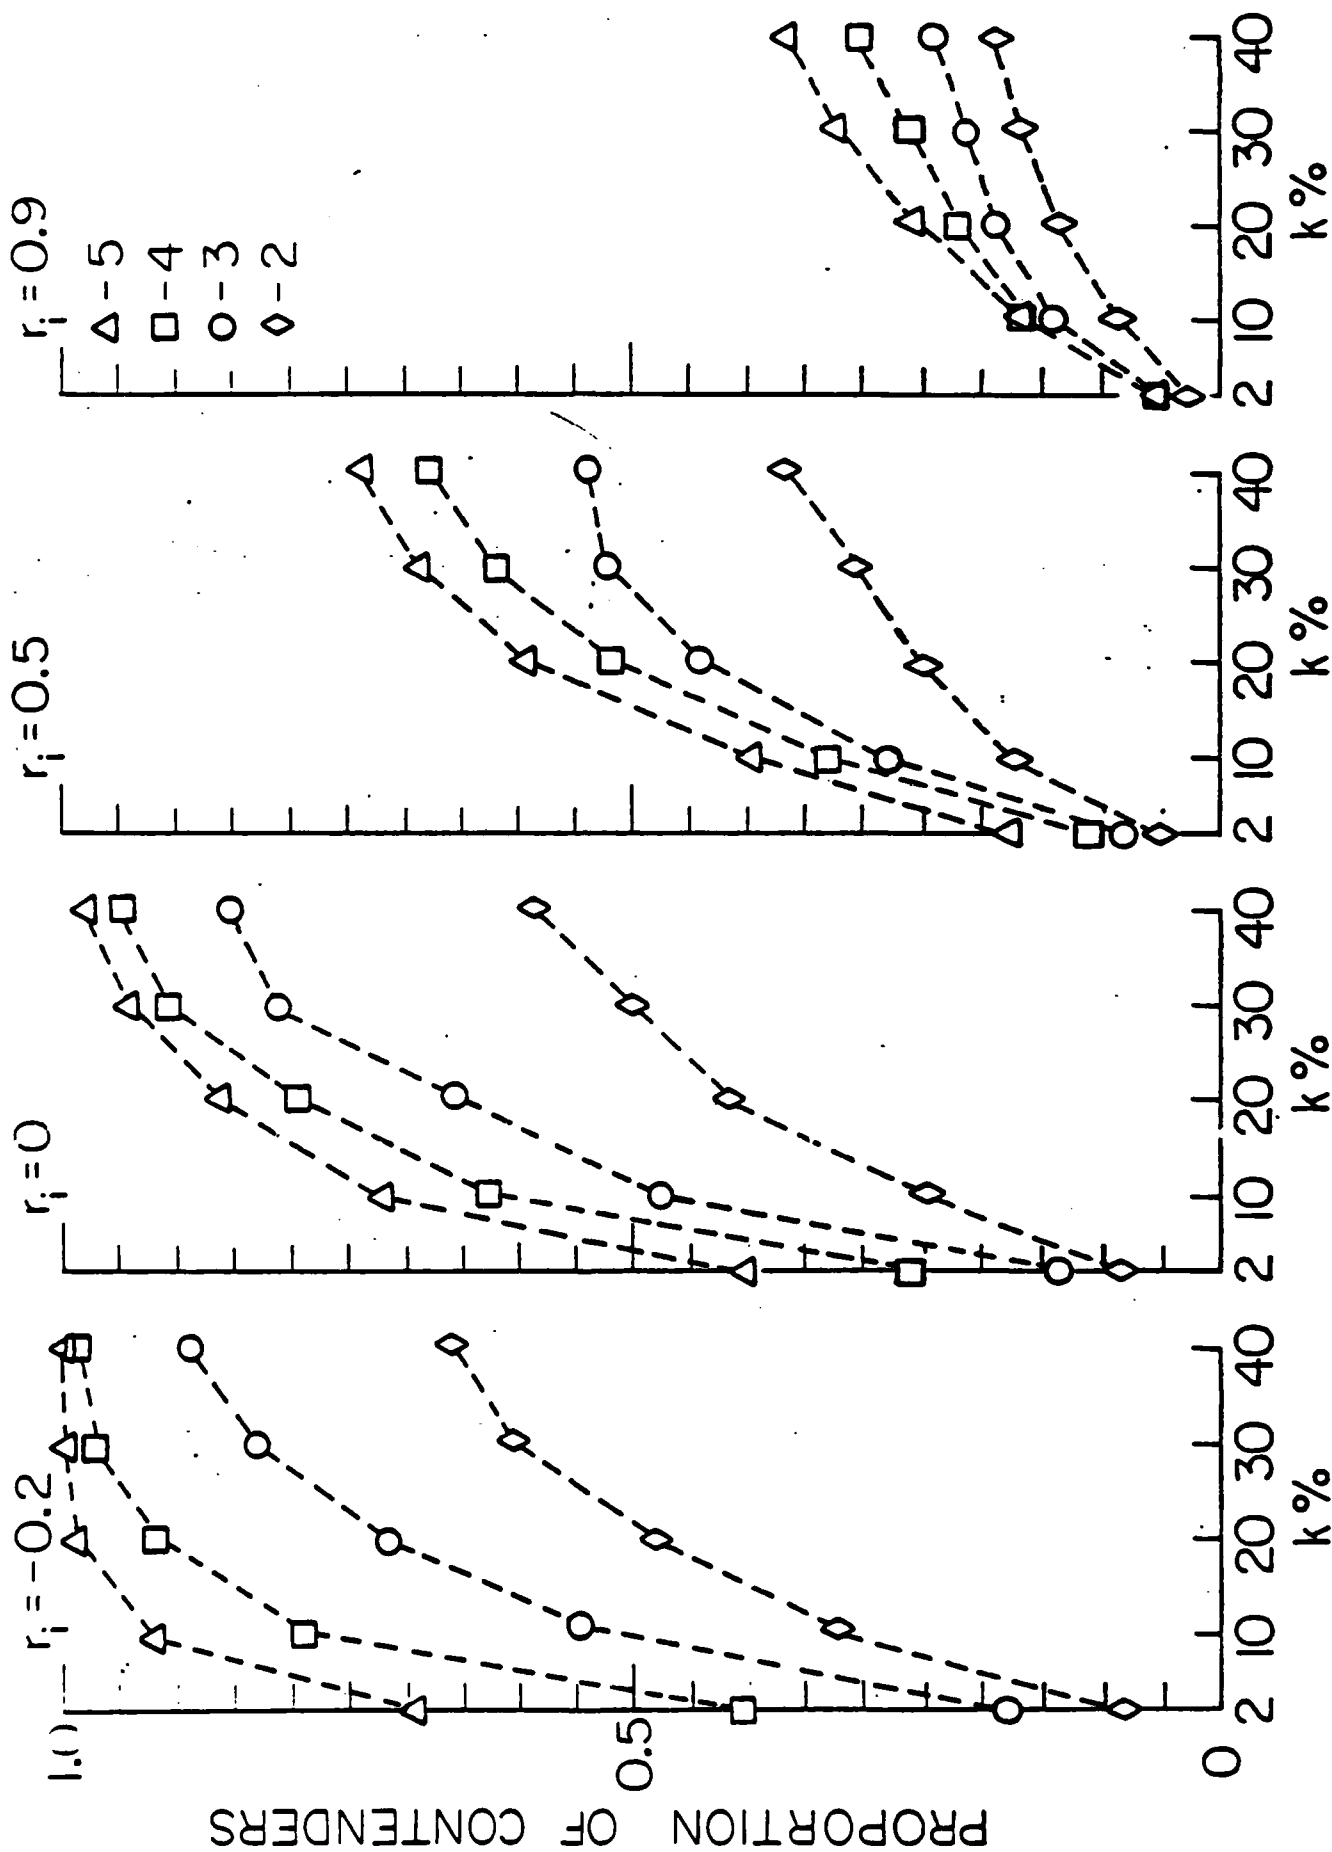 r_i = -0.2
r_i = 0
r_i = 0.5
r_i = 0.9
△ - 5
□ - 4
○ - 3
◇ - 2
PROPORTION OF CONTENDERS
1.0
0.5
0
2 10 20 30 40
k %
2 10 20 30 40
k %
2 10 20 30 40
k %
2 10 20 30 40
k %